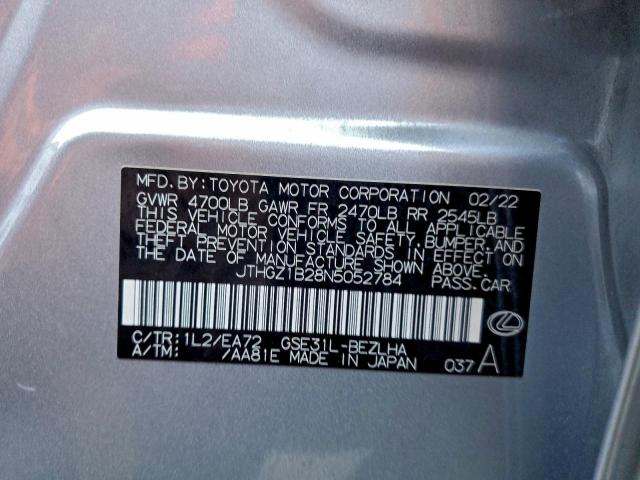 MFD. BY: TOYOTA MOTOR CORPORATION 02/22
GVWR 4700LB GAWR FR 2470LB RR 2545LB
THIS VEHICLE CONFORMS TO ALL APPLICABLE
FEDERAL MOTOR VEHICLE SAFETY, BUMPER, AND
THEFT PREVENTION STANDARDS IN EFFECT ON
THE DATE OF MANUFACTURE SHOWN ABOVE.
JTHGZ1B28N5052784 PASS.CAR
C/TR: 1L2/EA72 GSE31L-BEZLHA
A/TM: 7AA81E MADE IN JAPAN 037A